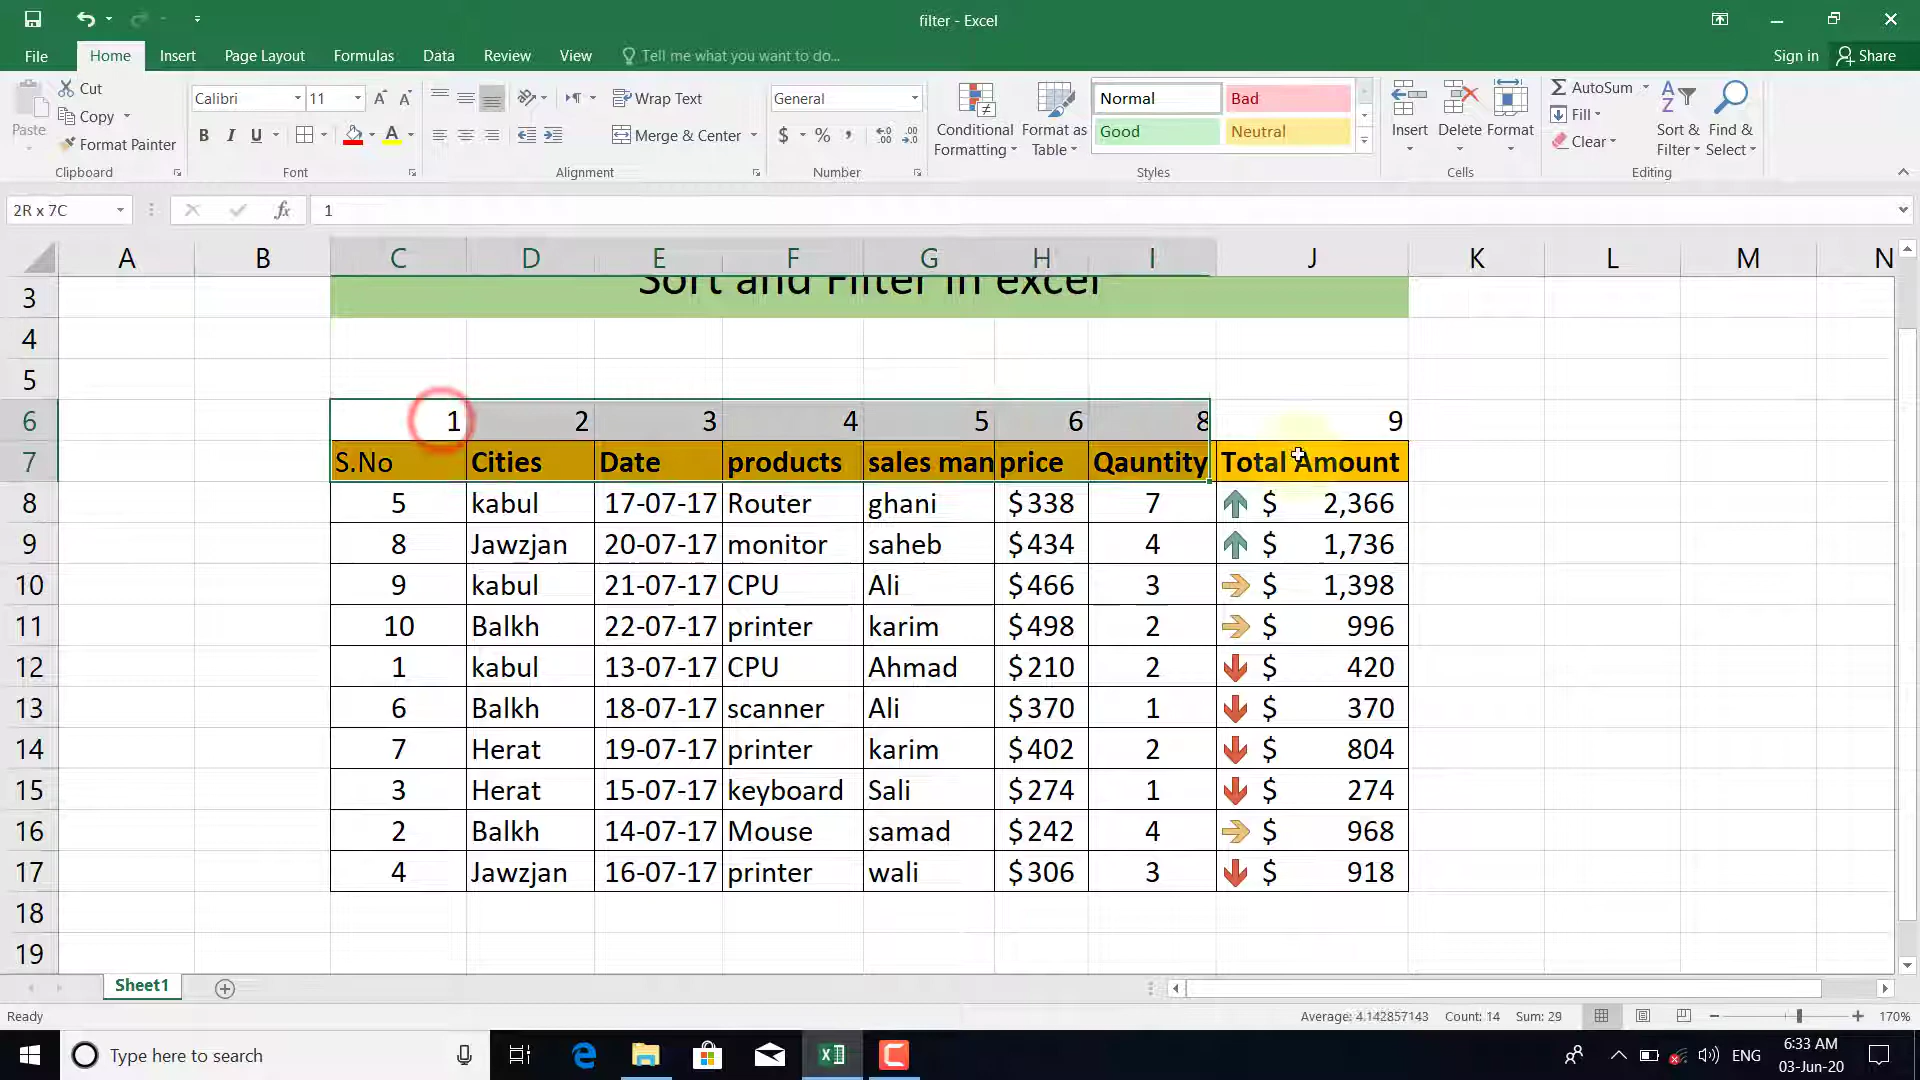 filter - Excel
File Home Insert Page Layout Formulas Data Review View Tell me what you want to do... Sign in Share
Paste Cut Copy Format Painter Clipboard
Calibri 11 B I U Font
Wrap Text Merge & Center Alignment
General $ % , Number
Conditional Formatting Format as Table Normal Bad Good Neutral Styles
Insert Delete Format Cells
AutoSum Fill Clear Sort & Filter Find & Select Editing
2R x 7C fx 1
A B C D E F G H I J K L M N
3 Sort and Filter in excel
4
5
6 1 2 3 4 5 6 8 9
7 S.No Cities Date products sales man price Qauntity Total Amount
8 5 kabul 17-07-17 Router ghani $338 7 $ 2,366
9 8 Jawzjan 20-07-17 monitor saheb $434 4 $ 1,736
10 9 kabul 21-07-17 CPU Ali $466 3 $ 1,398
11 10 Balkh 22-07-17 printer karim $498 2 $ 996
12 1 kabul 13-07-17 CPU Ahmad $210 2 $ 420
13 6 Balkh 18-07-17 scanner Ali $370 1 $ 370
14 7 Herat 19-07-17 printer karim $402 2 $ 804
15 3 Herat 15-07-17 keyboard Sali $274 1 $ 274
16 2 Balkh 14-07-17 Mouse samad $242 4 $ 968
17 4 Jawzjan 16-07-17 printer wali $306 3 $ 918
18
19
Sheet1
Ready Average: 4.142857143 Count: 14 Sum: 29 170%
Type here to search ENG 6:33 AM
03-Jun-20